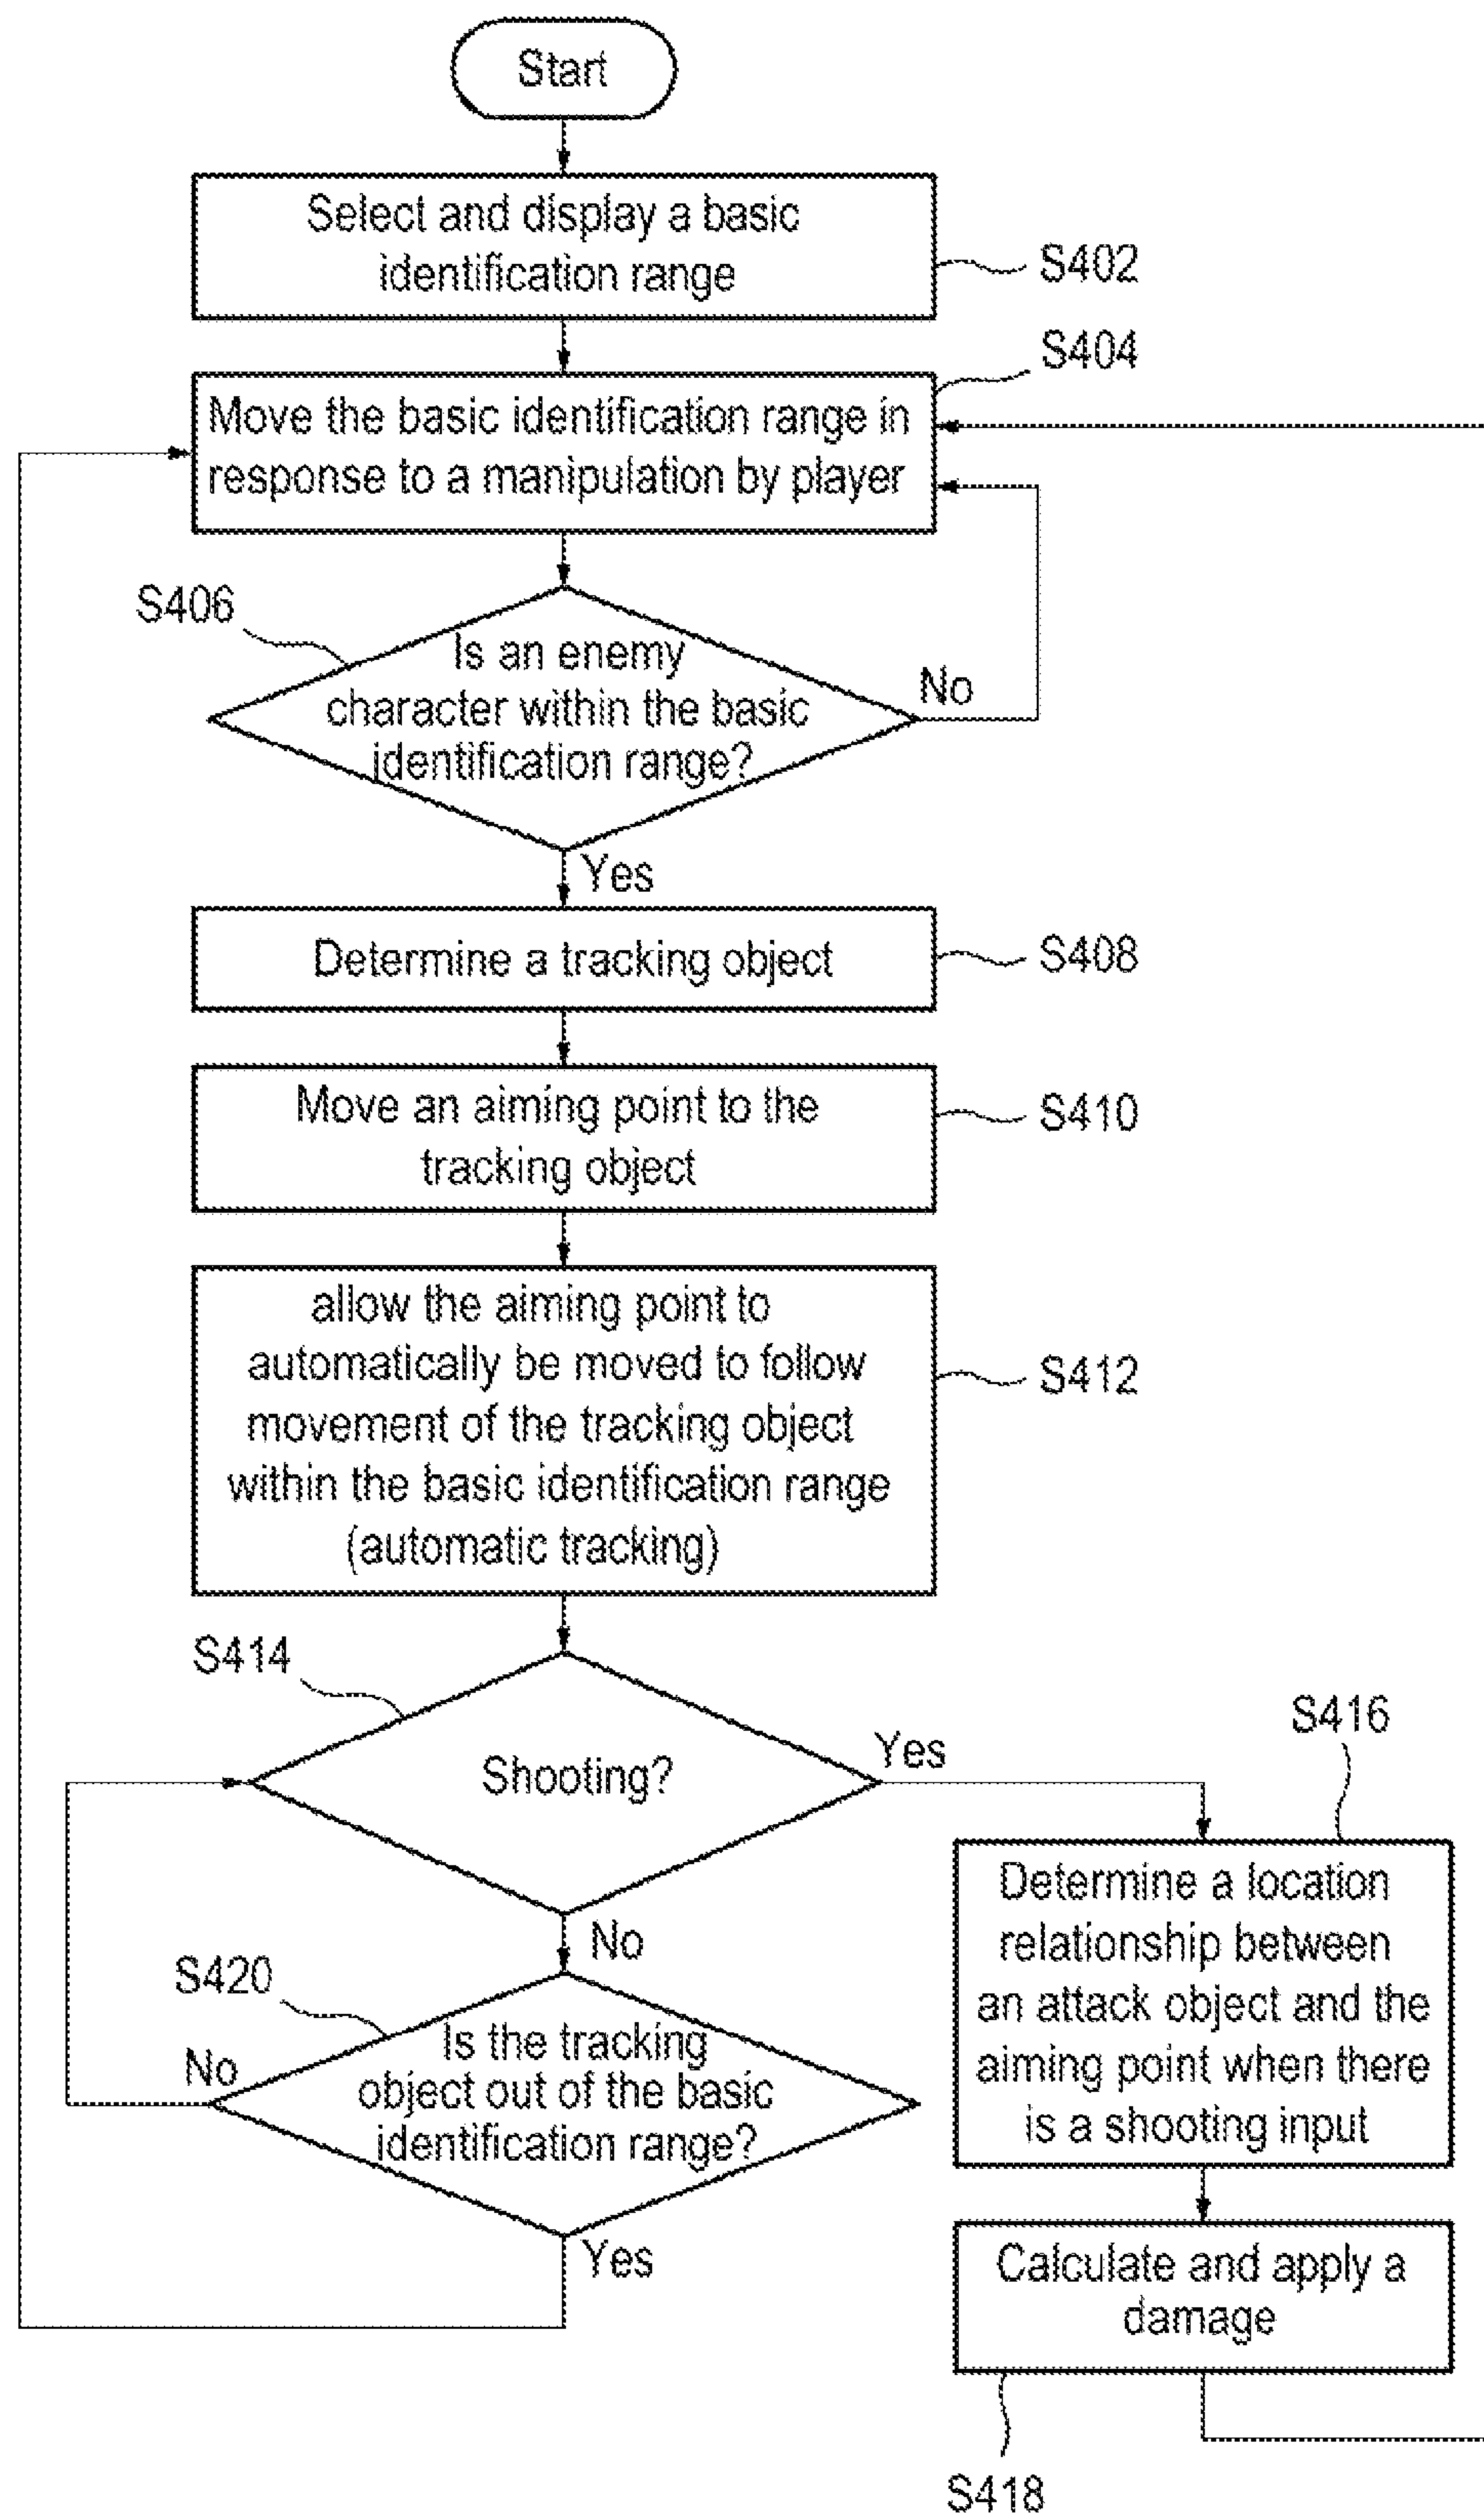 Start
Select and display a basic
identification range
S402
S404
Move the basic identification range in
response to a manipulation by player
S406
Is an enemy
character within the basic
identification range?
No
Yes
Determine a tracking object
S408
Move an aiming point to the
tracking object
S410
allow the aiming point to
automatically be moved to follow
movement of the tracking object
within the basic identification range
(automatic tracking)
S412
S414
Shooting?
Yes
No
S416
Determine a location
relationship between
an attack object and the
aiming point when there
is a shooting input
S420
Is the tracking
object out of the basic
identification range?
No
Yes
Calculate and apply a
damage
S418